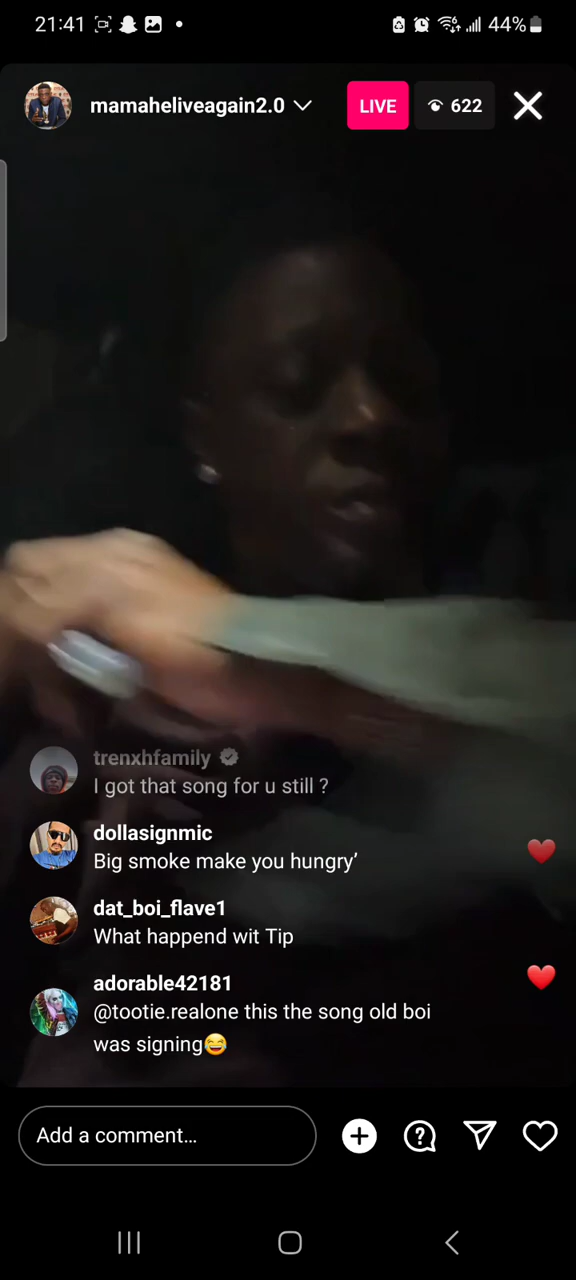 21:41
44%
mamaheliveagain2.0
LIVE
622
trenxhfamily
I got that song for u still ?
dollasignmic
Big smoke make you hungry’
dat_boi_flave1
What happend wit Tip
adorable42181
@tootie.realone this the song old boi
was signing😂
Add a comment...